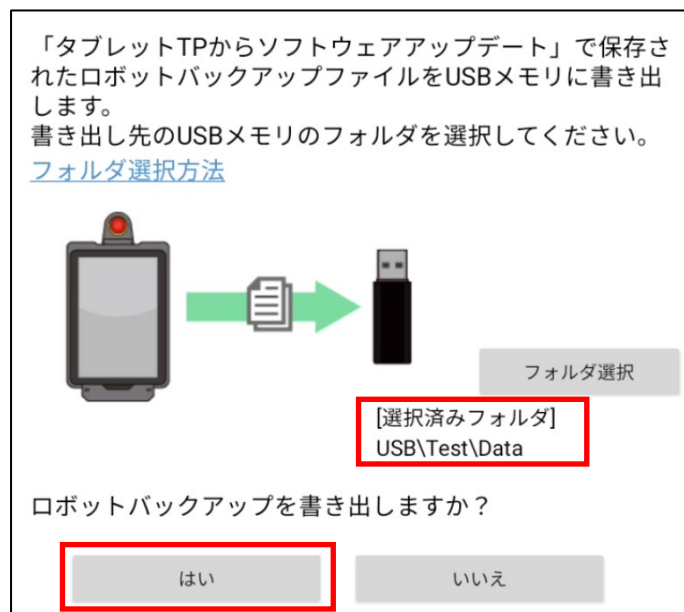 「タブレットTPからソフトウェアアップデート」で保存さ
れたロボットバックアップファイルをUSBメモリに書き出
します。
書き出し先のUSBメモリのフォルダを選択してください。
フォルダ選択方法
フォルダ選択
[選択済みフォルダ]
USB\Test\Data
ロボットバックアップを書き出しますか？
はい
いいえ